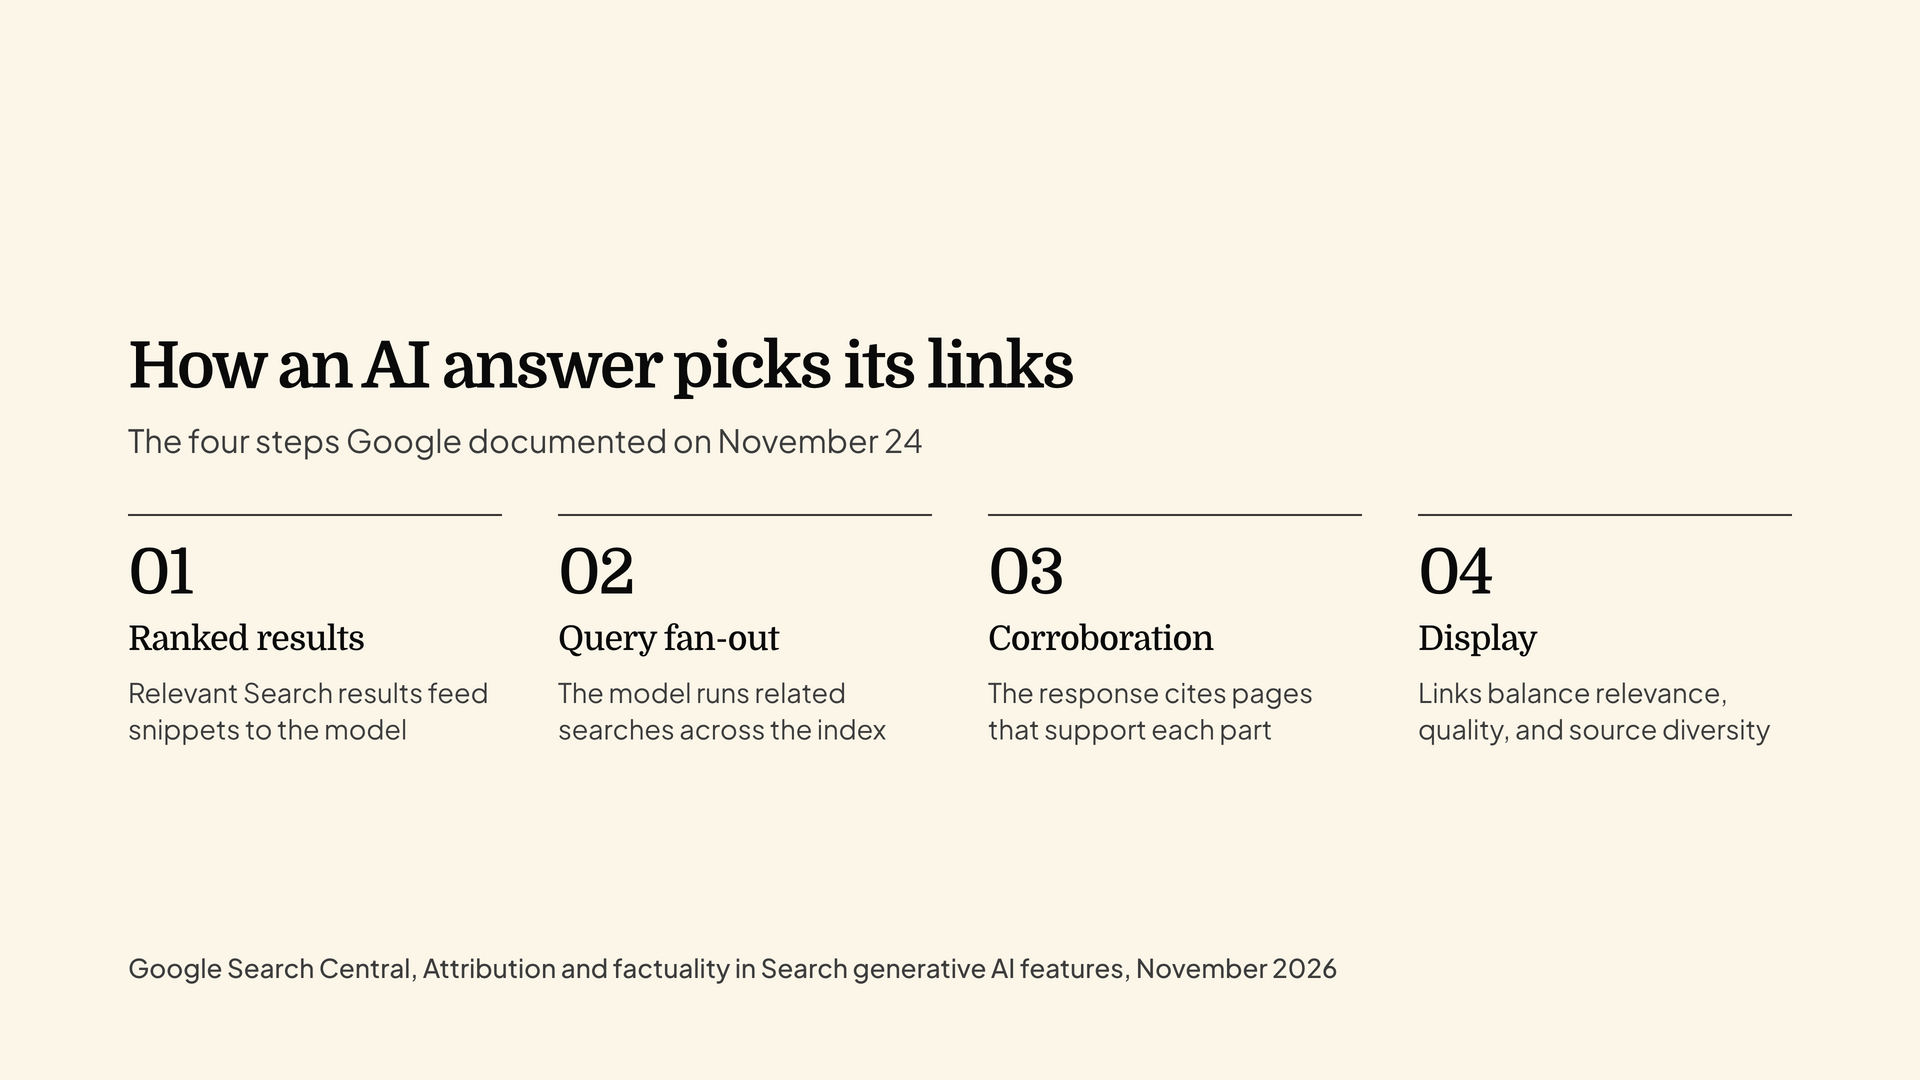 How an AI answer picks its links
The four steps Google documented on November 24
01
Ranked results
Relevant Search results feed
snippets to the model
02
Query fan-out
The model runs related
searches across the index
03
Corroboration
The response cites pages
that support each part
04
Display
Links balance relevance,
quality, and source diversity
Google Search Central, Attribution and factuality in Search generative AI features, November 2026